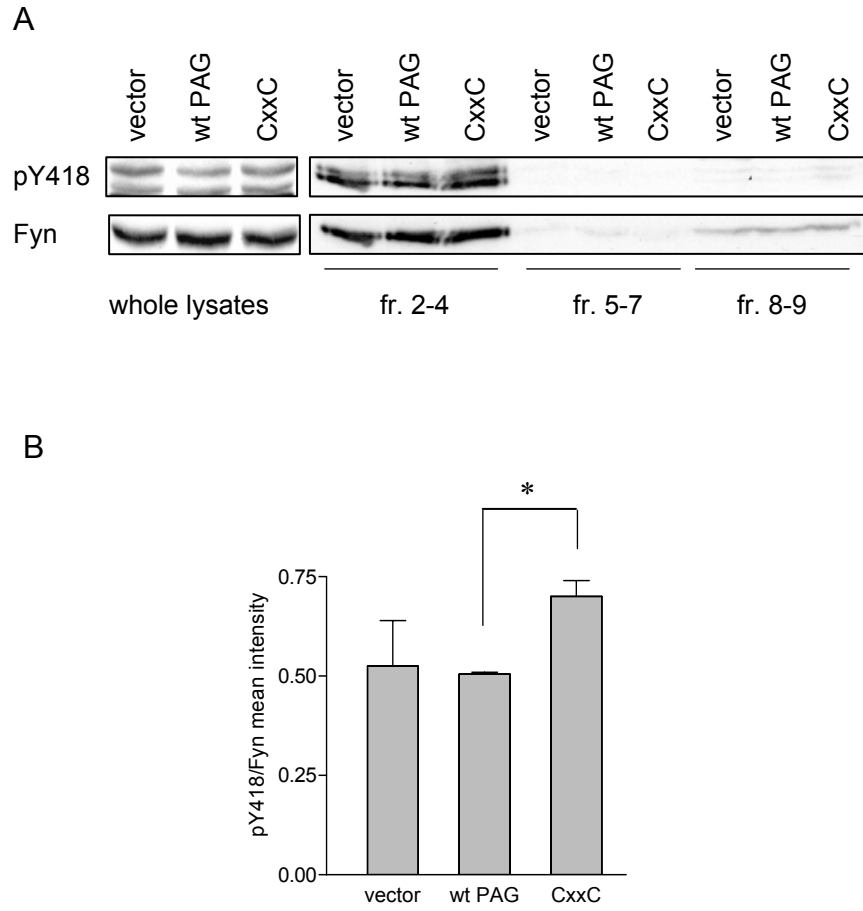 A
vector
wt PAG
CxxC
vector
wt PAG
CxxC
vector
wt PAG
CxxC
vector
wt PAG
CxxC
pY418
Fyn
whole lysates
fr. 2-4
fr. 5-7
fr. 8-9
B
*
pY418/Fyn mean intensity
0.75
0.50
0.25
0.00
vector
wt PAG
CxxC